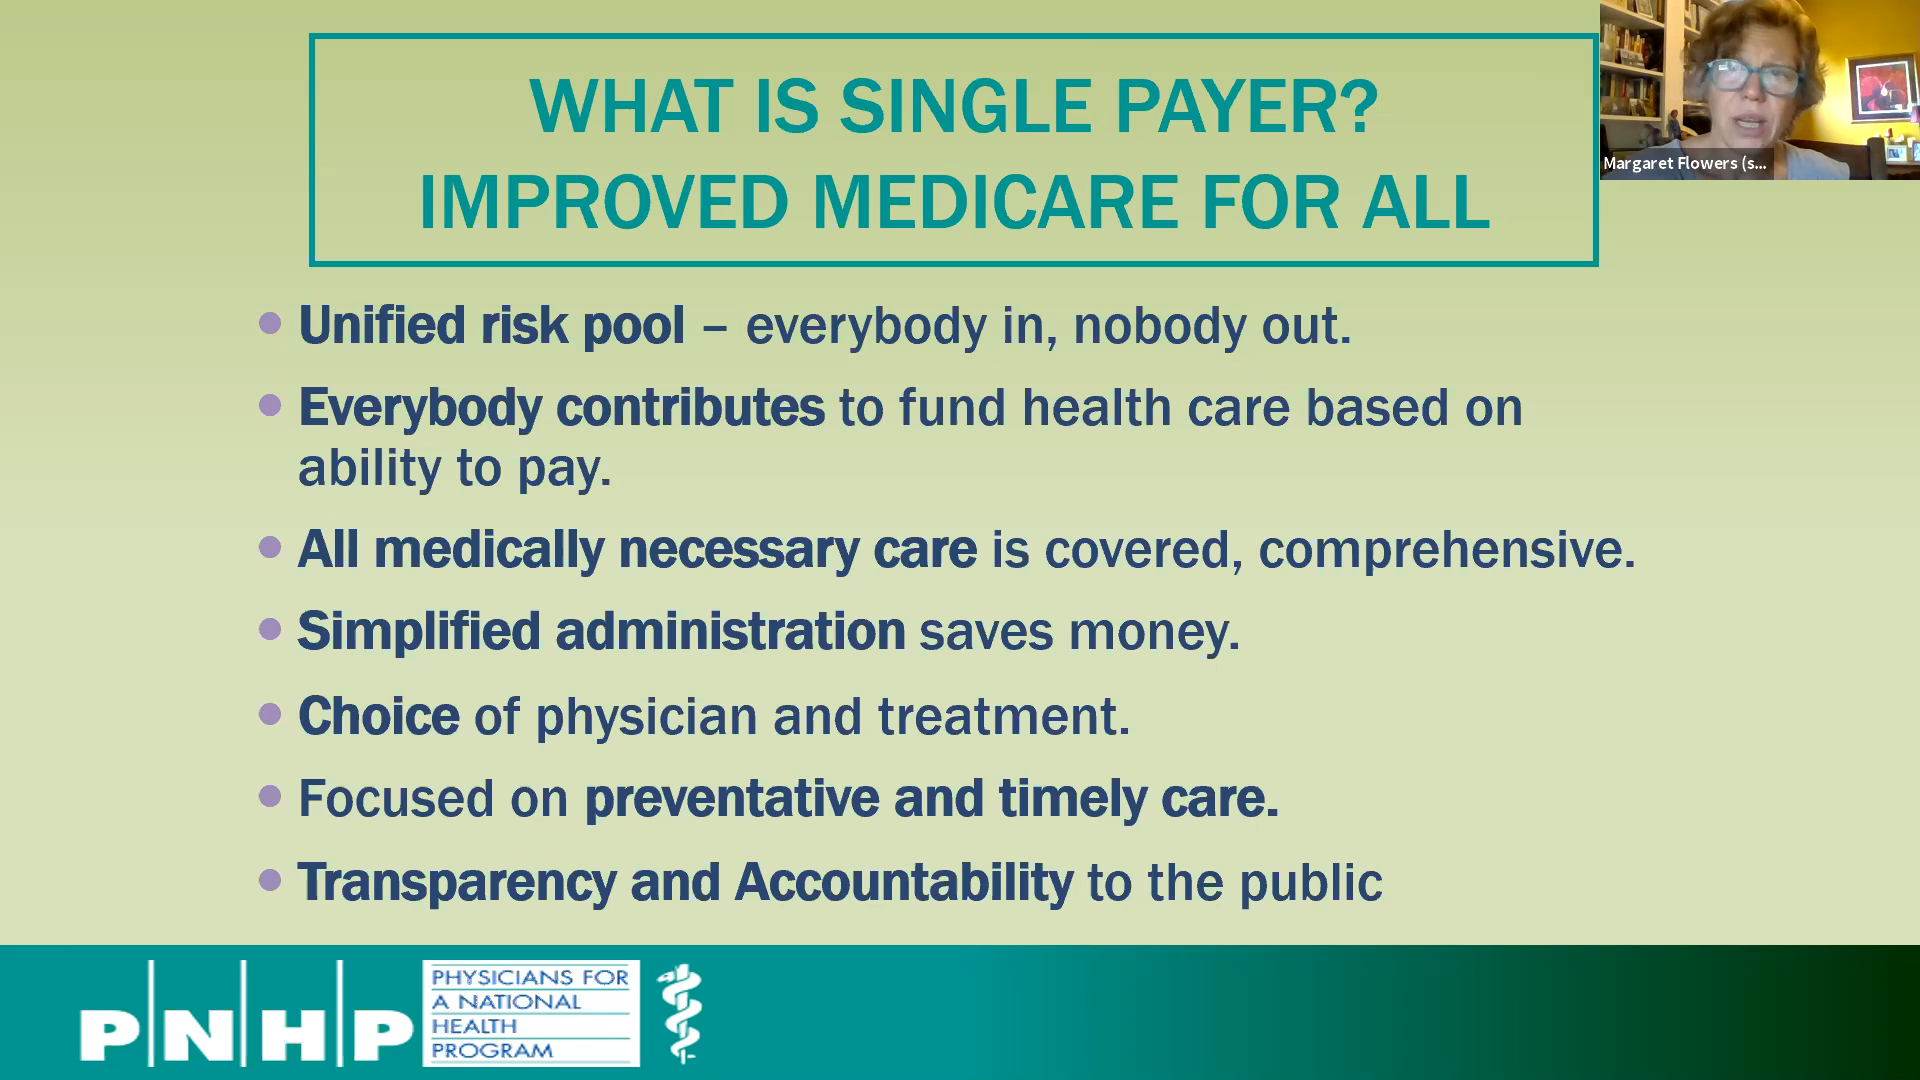 WHAT IS SINGLE PAYER?
IMPROVED MEDICARE FOR ALL
Margaret Flowers (s...
Unified risk pool – everybody in, nobody out.
Everybody contributes to fund health care based on
ability to pay.
All medically necessary care is covered, comprehensive.
Simplified administration saves money.
Choice of physician and treatment.
Focused on preventative and timely care.
Transparency and Accountability to the public
PNHP
PHYSICIANS FOR
A NATIONAL
HEALTH
PROGRAM